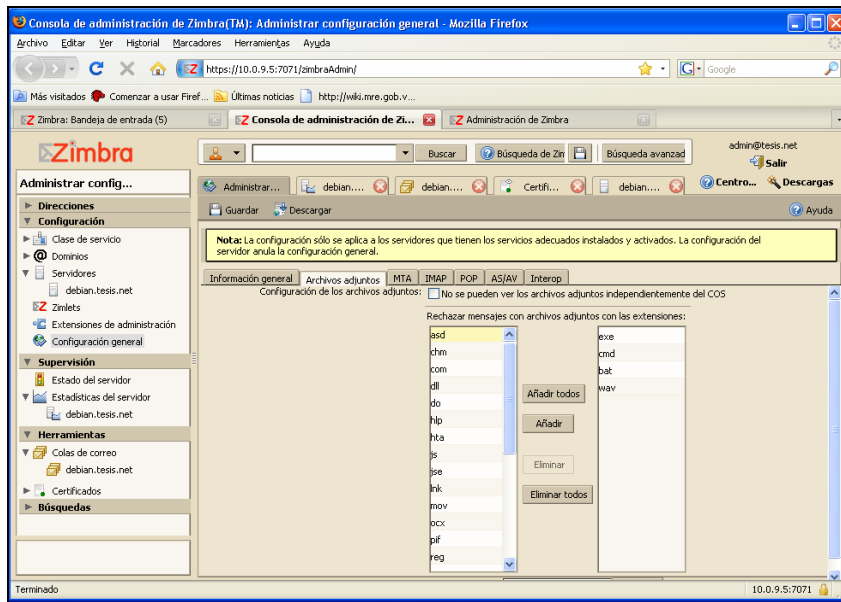 Consola de administración de Zimbra(TM): Administrar configuración general - Mozilla Firefox
Archivo Editar Ver Historial Marcadores Herramientas Ayuda
https://10.0.9.5:7071/zimbraAdmin/
Google
Más visitados Comenzar a usar Firef... Últimas noticias http://wiki.mre.gob.v...
Zimbra: Bandeja de entrada (5) Consola de administración de Zi... Administración de Zimbra
Zimbra
Buscar Búsqueda de Zin Búsqueda avanzad
admin@tesis.net
Salir
Administrar config...
Administrar... debian.... debian.... Certifi... debian....
Centro... Descargas
Guardar Descargar Ayuda
Direcciones
Configuración
Clase de servicio
Dominios
Servidores
debian.tesis.net
Zimlets
Extensiones de administración
Configuración general
Supervisión
Estado del servidor
Estadísticas del servidor
debian.tesis.net
Herramientas
Colas de correo
debian.tesis.net
Certificados
Búsquedas
Nota: La configuración sólo se aplica a los servidores que tienen los servicios adecuados instalados y activados. La configuración del
servidor anula la configuración general.
Información general Archivos adjuntos MTA IMAP POP AS/AV Interop
Configuración de los archivos adjuntos: No se pueden ver los archivos adjuntos independientemente del COS
Rechazar mensajes con archivos adjuntos con las extensiones:
asd
chm
com
dll
do
hlp
hta
js
jse
lnk
mov
ocx
pif
reg
Añadir todos
Añadir
Eliminar
Eliminar todos
exe
cmd
bat
wav
Terminado
10.0.9.5:7071